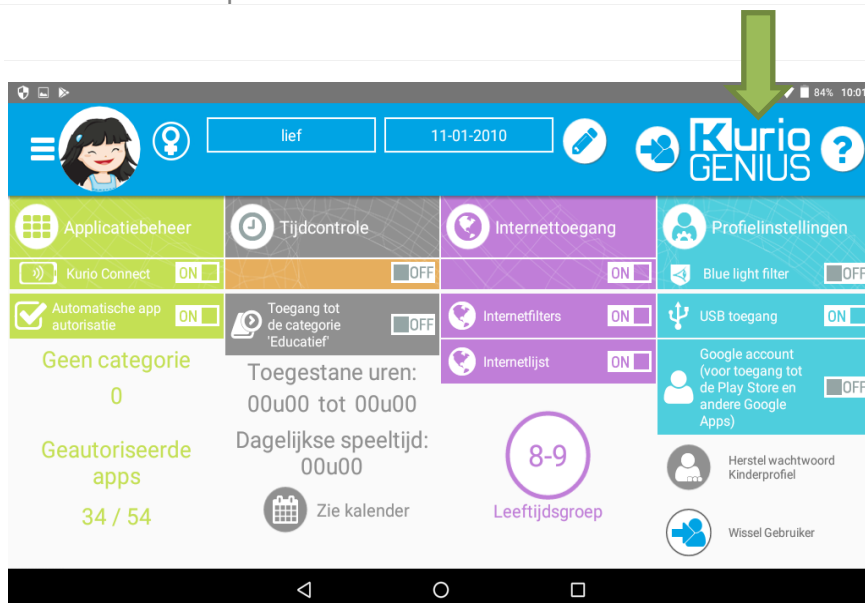 84% 10:01
lief
11-01-2010
Kurio
GENIUS
?
Applicatiebeheer
Kurio Connect ON
Automatische app
autorisatie
ON
Geen categorie
0
Geautoriseerde
apps
34 / 54
Tijdcontrole
OFF
Toegang tot
de categorie
'Educatief'
OFF
Toegestane uren:
00u00 tot 00u00
Dagelijkse speeltijd:
00u00
Zie kalender
Internettoegang
ON
Internetfilters ON
Internetlijst ON
8-9
Leeftijdsgroep
Profielinstellingen
Blue light filter OFF
USB toegang ON
Google account
(voor toegang tot
de Play Store en
andere Google
Apps)
OFF
Herstel wachtwoord
Kinderprofiel
Wissel Gebruiker